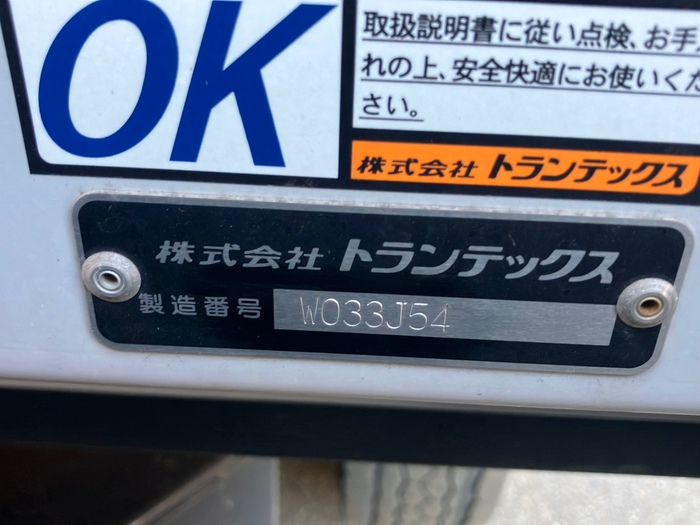 OK
取扱説明書に従い点検、お手
れの上、安全快適にお使いくだ
さい。
株式会社 トランテックス
株式会社 トランテックス
製造番号 W033J54